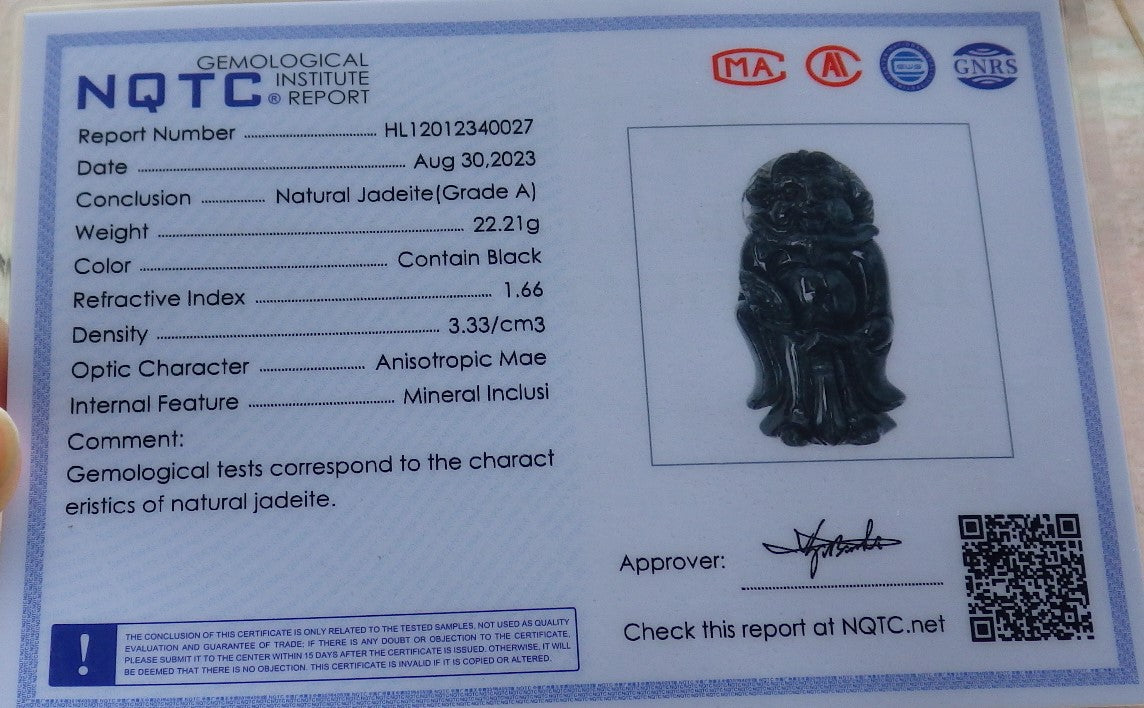 GEMOLOGICAL
NQTC® INSTITUTE
REPORT
MA
GNRS
Report Number ........................ HL12012340027
Date ........................ Aug 30,2023
Conclusion ............ Natural Jadeite(Grade A)
Weight ........................ 22.21g
Color ........................ Contain Black
Refractive Index ........................ 1.66
Density ........................ 3.33/cm3
Optic Character ............ Anisotropic Mae
Internal Feature ............ Mineral Inclusi
Comment:
Gemological tests correspond to the charact
eristics of natural jadeite.
Approver:
Check this report at NQTC.net
! THE CONCLUSION OF THIS CERTIFICATE IS ONLY RELATED TO THE TESTED SAMPLES, NOT USED AS QUALITY
EVALUATION AND GUARANTEE OF TRADE; IF THERE IS ANY DOUBT OR OBJECTION TO THE CERTIFICATE,
PLEASE SUBMIT IT TO THE CENTER WITHIN 15 DAYS AFTER THE CERTIFICATE IS ISSUED. OTHERWISE, IT WILL
BE DEEMED THAT THERE IS NO OBJECTION. THIS CERTIFICATE IS INVALID IF IT IS COPIED OR ALTERED.